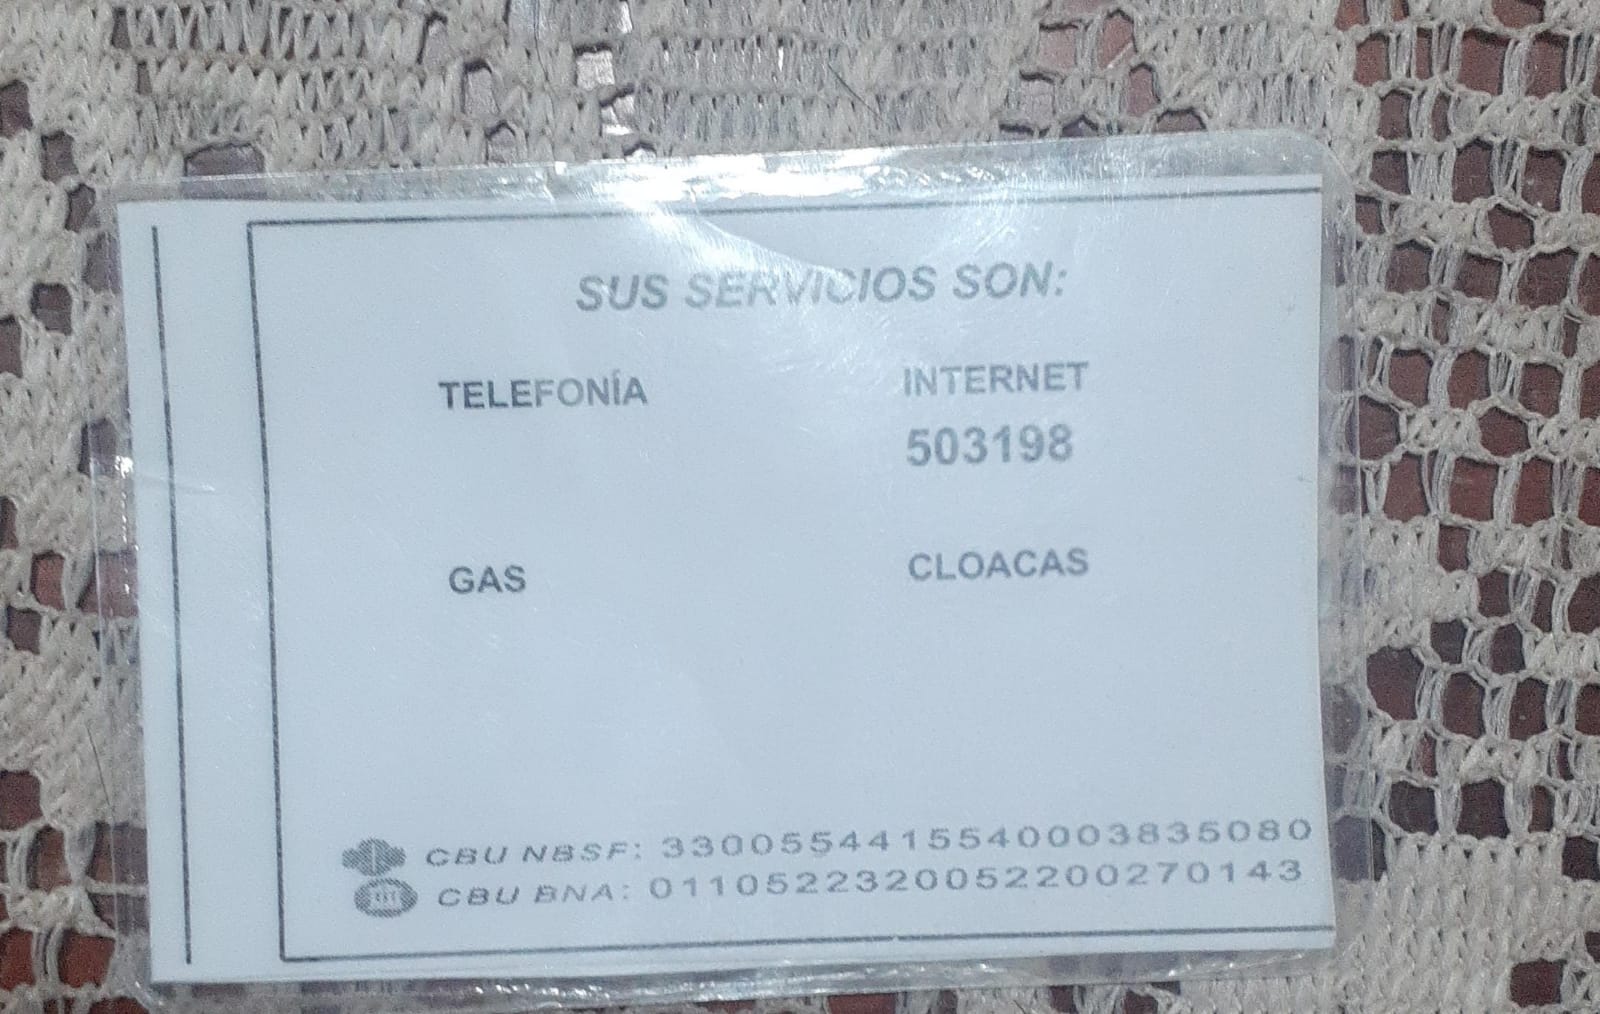 SUS SERVICIOS SON:
TELEFONÍA INTERNET
503198
GAS CLOACAS
CBU NBSF: 3300554415540003835080
CBU BNA: 0110522320052200270143